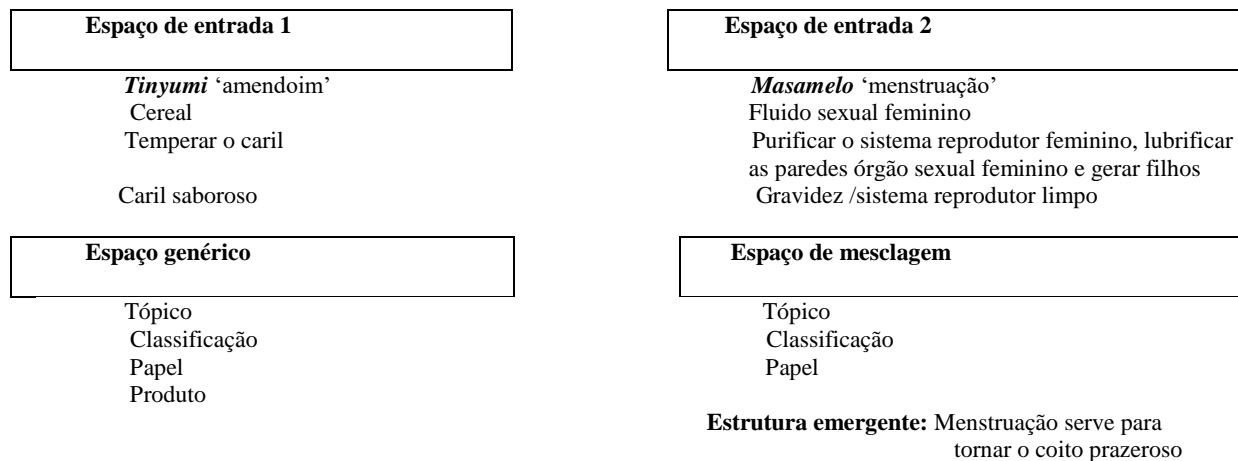 Espaço de entrada 1
Tinyumi ‘amendoim’
Cereal
Temperar o caril
Caril saboroso
Espaço de entrada 2
Masamelo ‘menstruação’
Fluido sexual feminino
Purificar o sistema reprodutor feminino, lubrificar
as paredes órgão sexual feminino e gerar filhos
Gravidez /sistema reprodutor limpo
Espaço genérico
Tópico
Classificação
Papel
Produto
Espaço de mesclagem
Tópico
Classificação
Papel
Estrutura emergente: Menstruação serve para
tornar o coito prazeroso